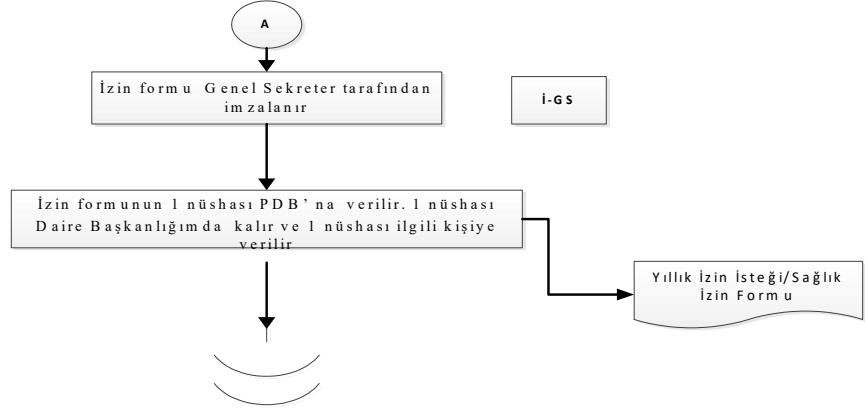 A
İzin formu Genel Sekreter tarafından
imzalanır
İ-GS
İzin formunun 1 nüshası PDB’na verilir. 1 nüshası
Daire Başkanlığımda kalır ve 1 nüshası ilgili kişiye
verilir
Yıllık İzin İsteği/Sağlık
İzin Formu